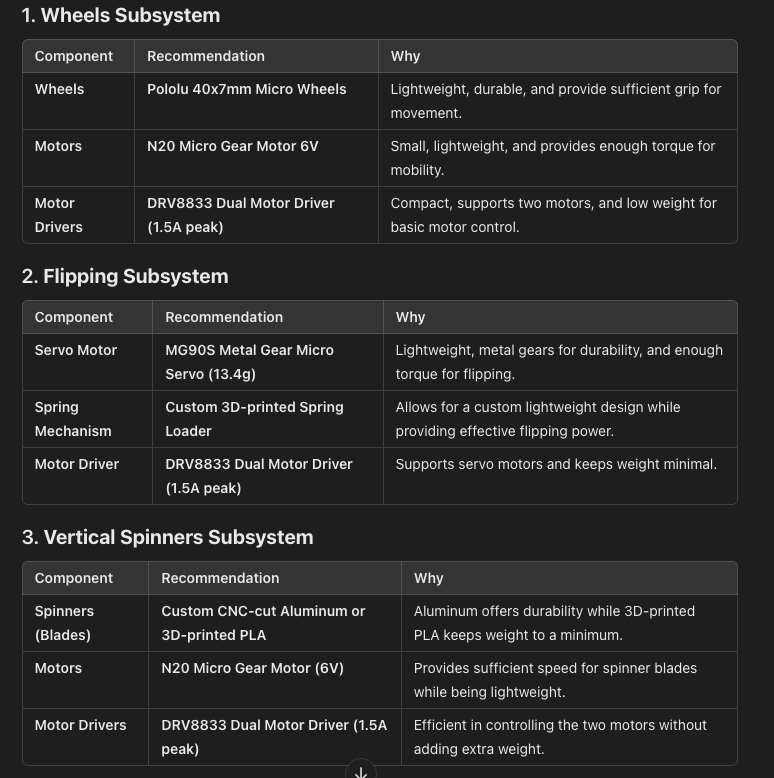 1. Wheels Subsystem
Component Recommendation Why
Wheels Pololu 40x7mm Micro Wheels Lightweight, durable, and provide sufficient grip for
movement.
Motors N20 Micro Gear Motor 6V Small, lightweight, and provides enough torque for
mobility.
Motor DRV8833 Dual Motor Driver Compact, supports two motors, and low weight for
Drivers (1.5A peak) basic motor control.
2. Flipping Subsystem
Component Recommendation Why
Servo Motor MG90S Metal Gear Micro Lightweight, metal gears for durability, and enough
Servo (13.4g) torque for flipping.
Spring Custom 3D-printed Spring Allows for a custom lightweight design while
Mechanism Loader providing effective flipping power.
Motor Driver DRV8833 Dual Motor Driver Supports servo motors and keeps weight minimal.
(1.5A peak)
3. Vertical Spinners Subsystem
Component Recommendation Why
Spinners Custom CNC-cut Aluminum or Aluminum offers durability while 3D-printed
(Blades) 3D-printed PLA PLA keeps weight to a minimum.
Motors N20 Micro Gear Motor (6V) Provides sufficient speed for spinner blades
while being lightweight.
Motor Drivers DRV8833 Dual Motor Driver (1.5A Efficient in controlling the two motors without
peak) adding extra weight.